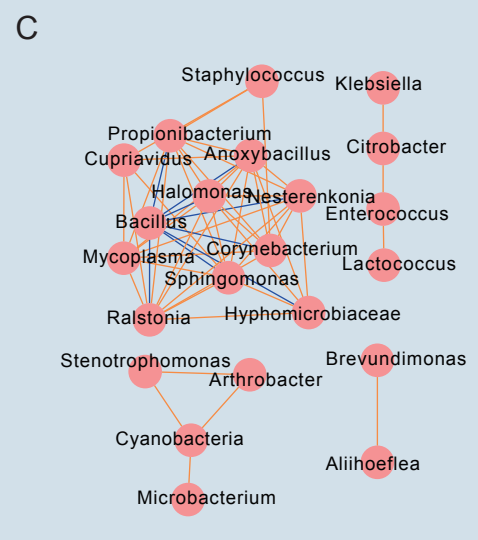 C
Staphylococcus
Klebsiella
Propionibacterium
Cupriavidus
Anoxybacillus
Citrobacter
Halomonas
Nesterenkonia
Enterococcus
Bacillus
Mycoplasma
Corynebacterium
Lactococcus
Sphingomonas
Ralstonia
Hyphomicrobiaceae
Stenotrophomonas
Arthrobacter
Brevundimonas
Cyanobacteria
Aliihoeflea
Microbacterium